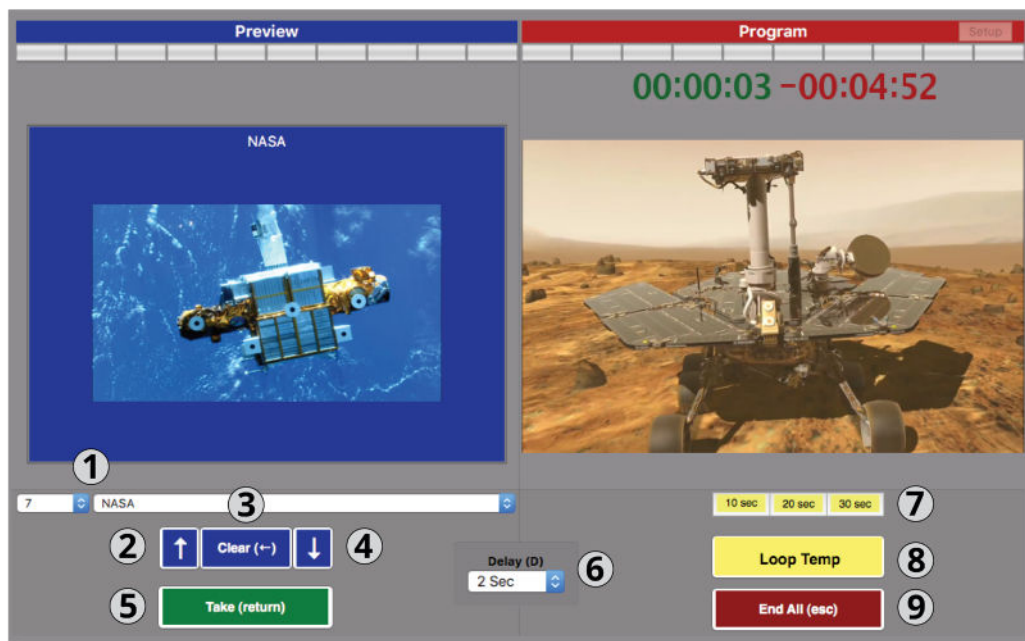 Preview
Program
Setup
00:00:03 -00:04:52
NASA
1
7
NASA
3
10 sec
20 sec
30 sec
7
2
↑
Clear (←)
↓
4
Delay (D)
2 Sec
6
Loop Temp
8
5
Take (return)
End All (esc)
9